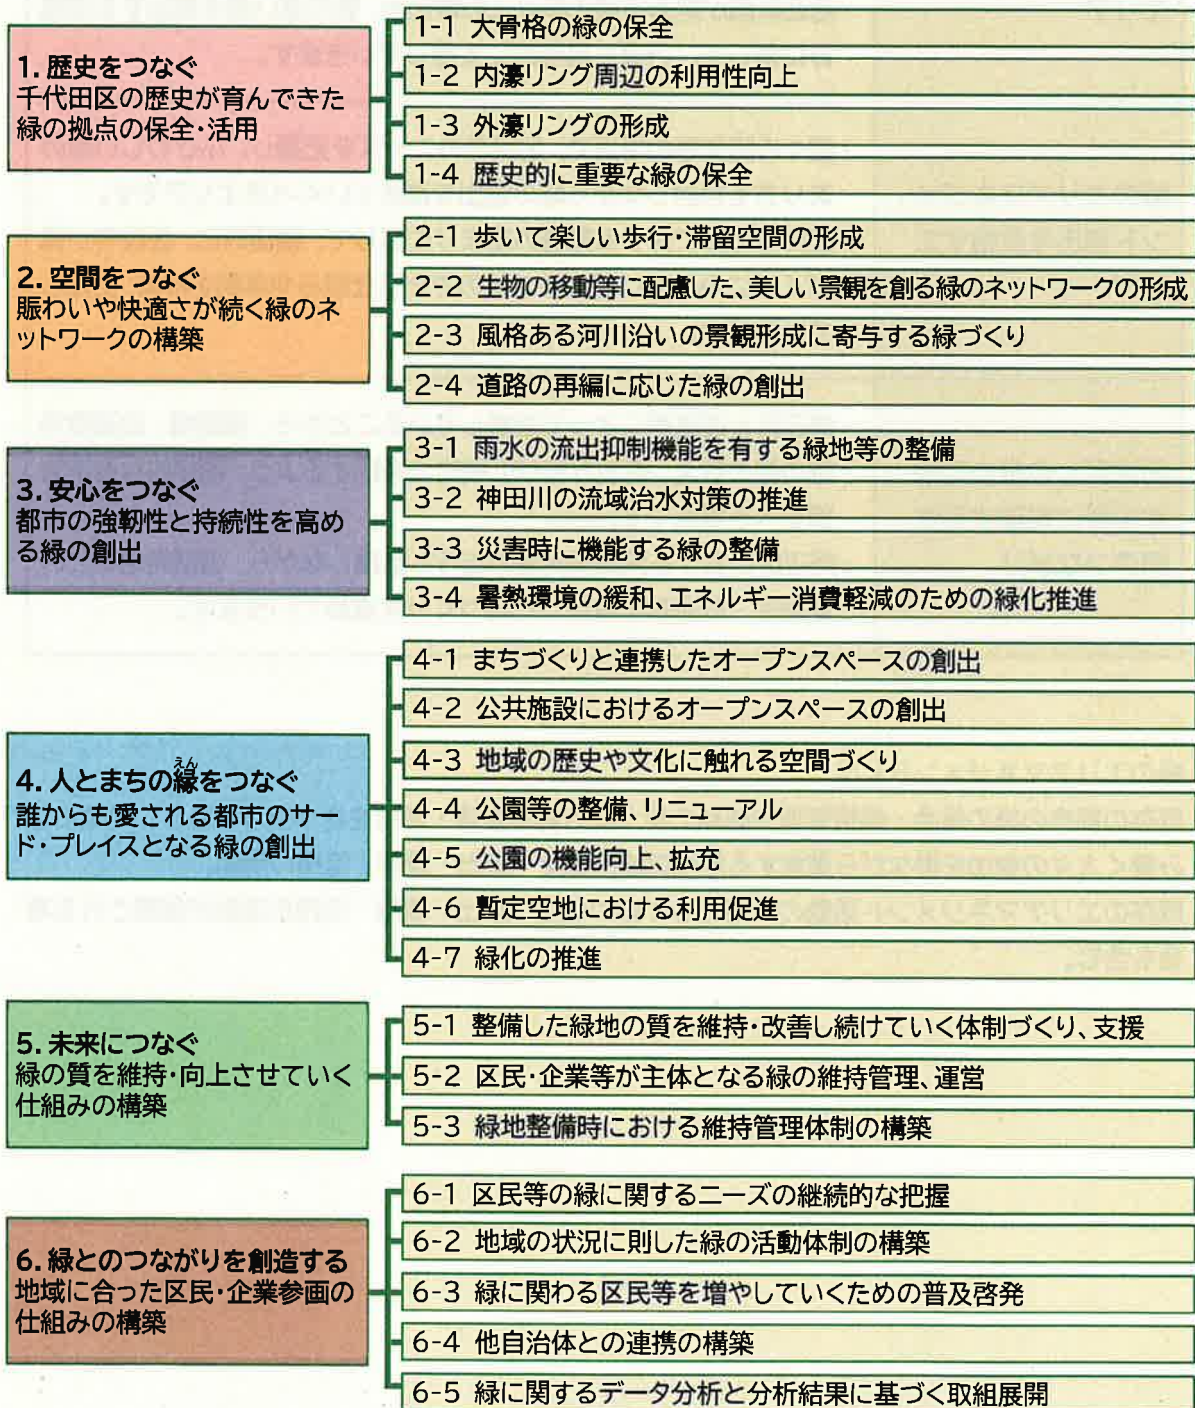 1. 歴史をつなぐ
千代田区の歴史が育んできた
緑の拠点の保全・活用
1-1 大骨格の緑の保全
1-2 内濠リング周辺の利用性向上
1-3 外濠リングの形成
1-4 歴史的に重要な緑の保全
2. 空間をつなぐ
賑わいや快適さが続く緑のネ
ットワークの構築
2-1 歩いて楽しい歩行・滞留空間の形成
2-2 生物の移動等に配慮した、美しい景観を創る緑のネットワークの形成
2-3 風格ある河川沿いの景観形成に寄与する緑づくり
2-4 道路の再編に応じた緑の創出
3. 安心をつなぐ
都市の強靭性と持続性を高め
る緑の創出
3-1 雨水の流出抑制機能を有する緑地等の整備
3-2 神田川の流域治水対策の推進
3-3 災害時に機能する緑の整備
3-4 暑熱環境の緩和、エネルギー消費軽減のための緑化推進
えん
4. 人とまちの縁をつなぐ
誰からも愛される都市のサー
ド・プレイスとなる緑の創出
4-1 まちづくりと連携したオープンスペースの創出
4-2 公共施設におけるオープンスペースの創出
4-3 地域の歴史や文化に触れる空間づくり
4-4 公園等の整備、リニューアル
4-5 公園の機能向上、拡充
4-6 暫定空地における利用促進
4-7 緑化の推進
5. 未来につなぐ
緑の質を維持・向上させていく
仕組みの構築
5-1 整備した緑地の質を維持・改善し続けていく体制づくり、支援
5-2 区民・企業等が主体となる緑の維持管理、運営
5-3 緑地整備時における維持管理体制の構築
6. 緑とのつながりを創造する
地域に合った区民・企業参画の
仕組みの構築
6-1 区民等の緑に関するニーズの継続的な把握
6-2 地域の状況に則した緑の活動体制の構築
6-3 緑に関わる区民等を増やしていくための普及啓発
6-4 他自治体との連携の構築
6-5 緑に関するデータ分析と分析結果に基づく取組展開